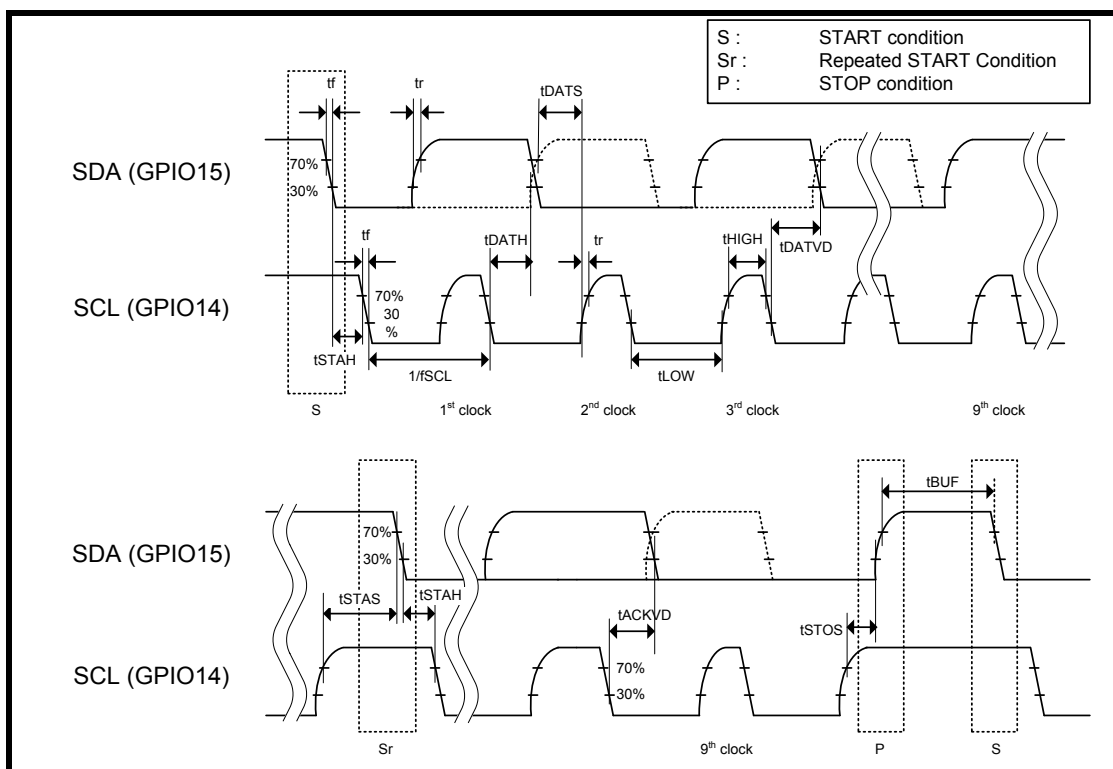 S : START condition
Sr : Repeated START Condition
P : STOP condition
tf
tr
tDATS
SDA (GPIO15)
70%
30%
tf
tDATH
tr
tHIGH
tDATVD
SCL (GPIO14)
70%
30
%
tSTAH
1/fSCL
tLOW
S
1st clock
2nd clock
3rd clock
9th clock
tBUF
SDA (GPIO15)
70%
30%
tSTAS
tSTAH
tACKVD
tSTOS
SCL (GPIO14)
70%
30%
Sr
9th clock
P
S